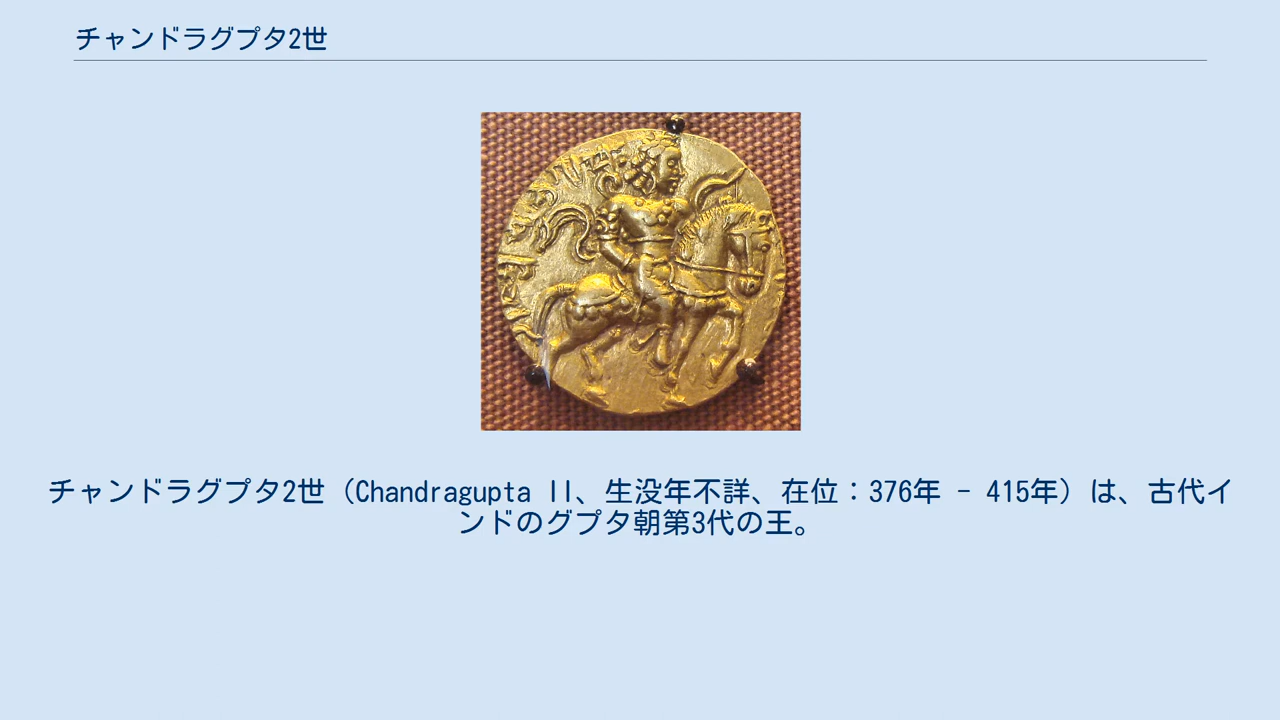 チャンドラグプタ2世
チャンドラグプタ2世（Chandragupta II、生没年不詳、在位：376年 - 415年）は、古代イ
ンドのグプタ朝第3代の王。